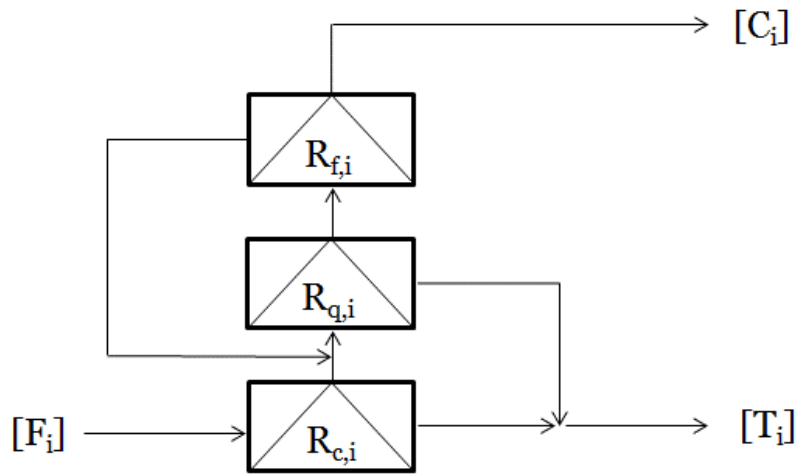 [C_i]
R_f,i
R_q,i
[F_i]
R_c,i
[T_i]